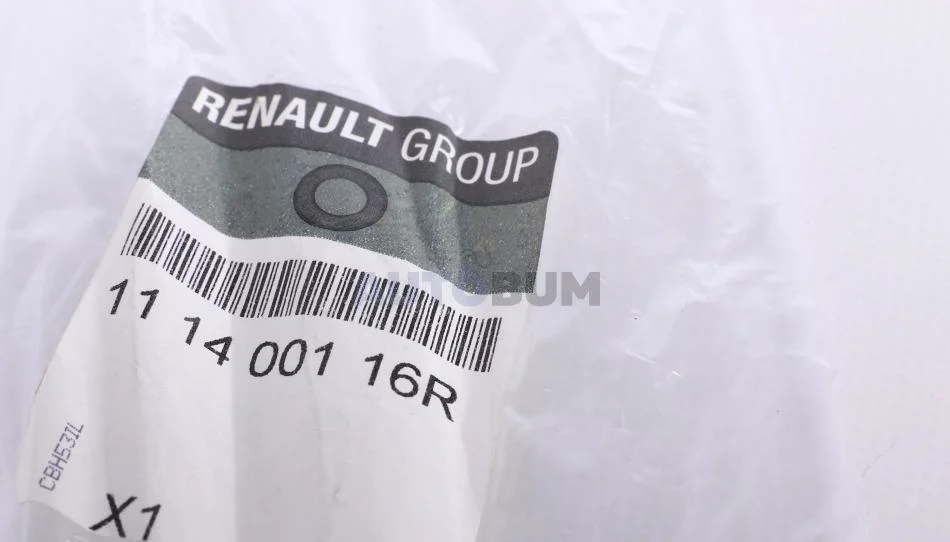 RENAULT GROUP
AUTOBUM
11 14 001 16R
CBH53IL
X1